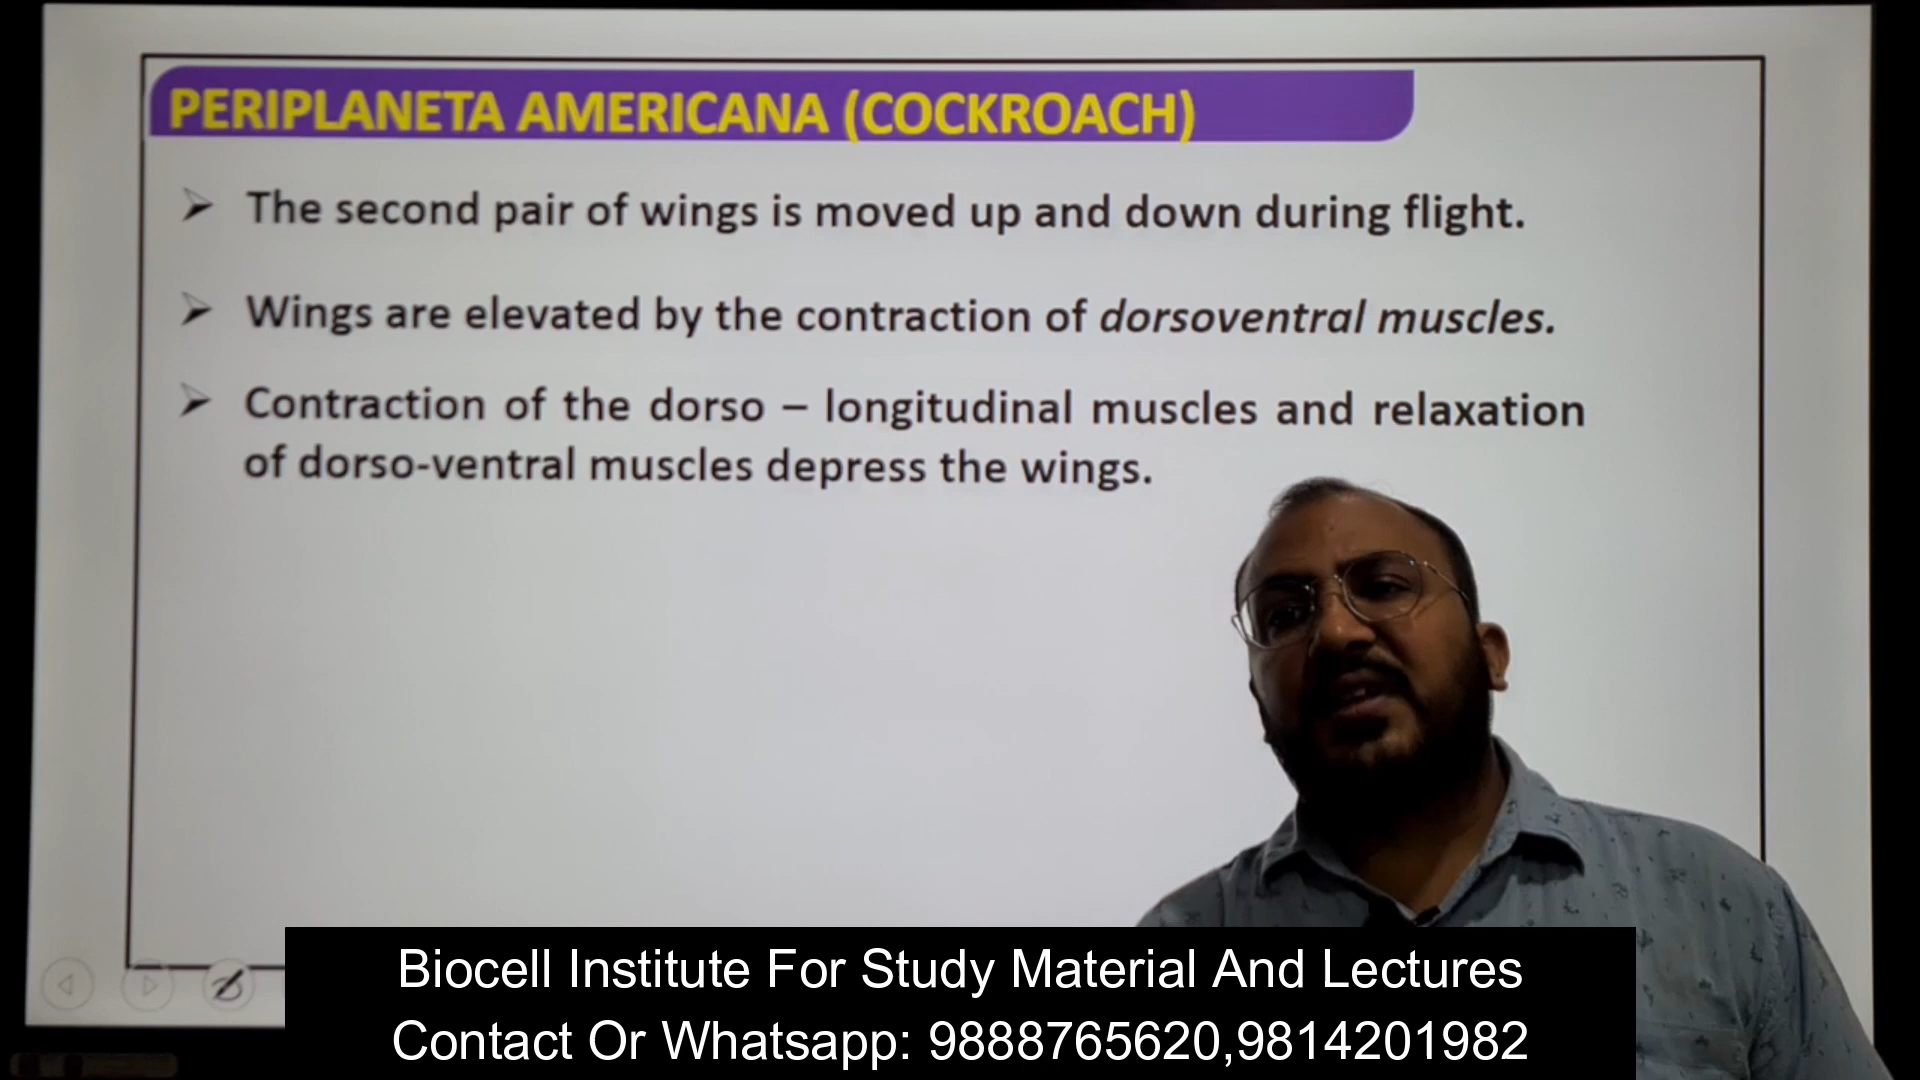 PERIPLANETA AMERICANA (COCKROACH)
➢ The second pair of wings is moved up and down during flight.
➢ Wings are elevated by the contraction of dorsoventral muscles.
➢ Contraction of the dorso – longitudinal muscles and relaxation
of dorso-ventral muscles depress the wings.
Biocell Institute For Study Material And Lectures
Contact Or Whatsapp: 9888765620,9814201982